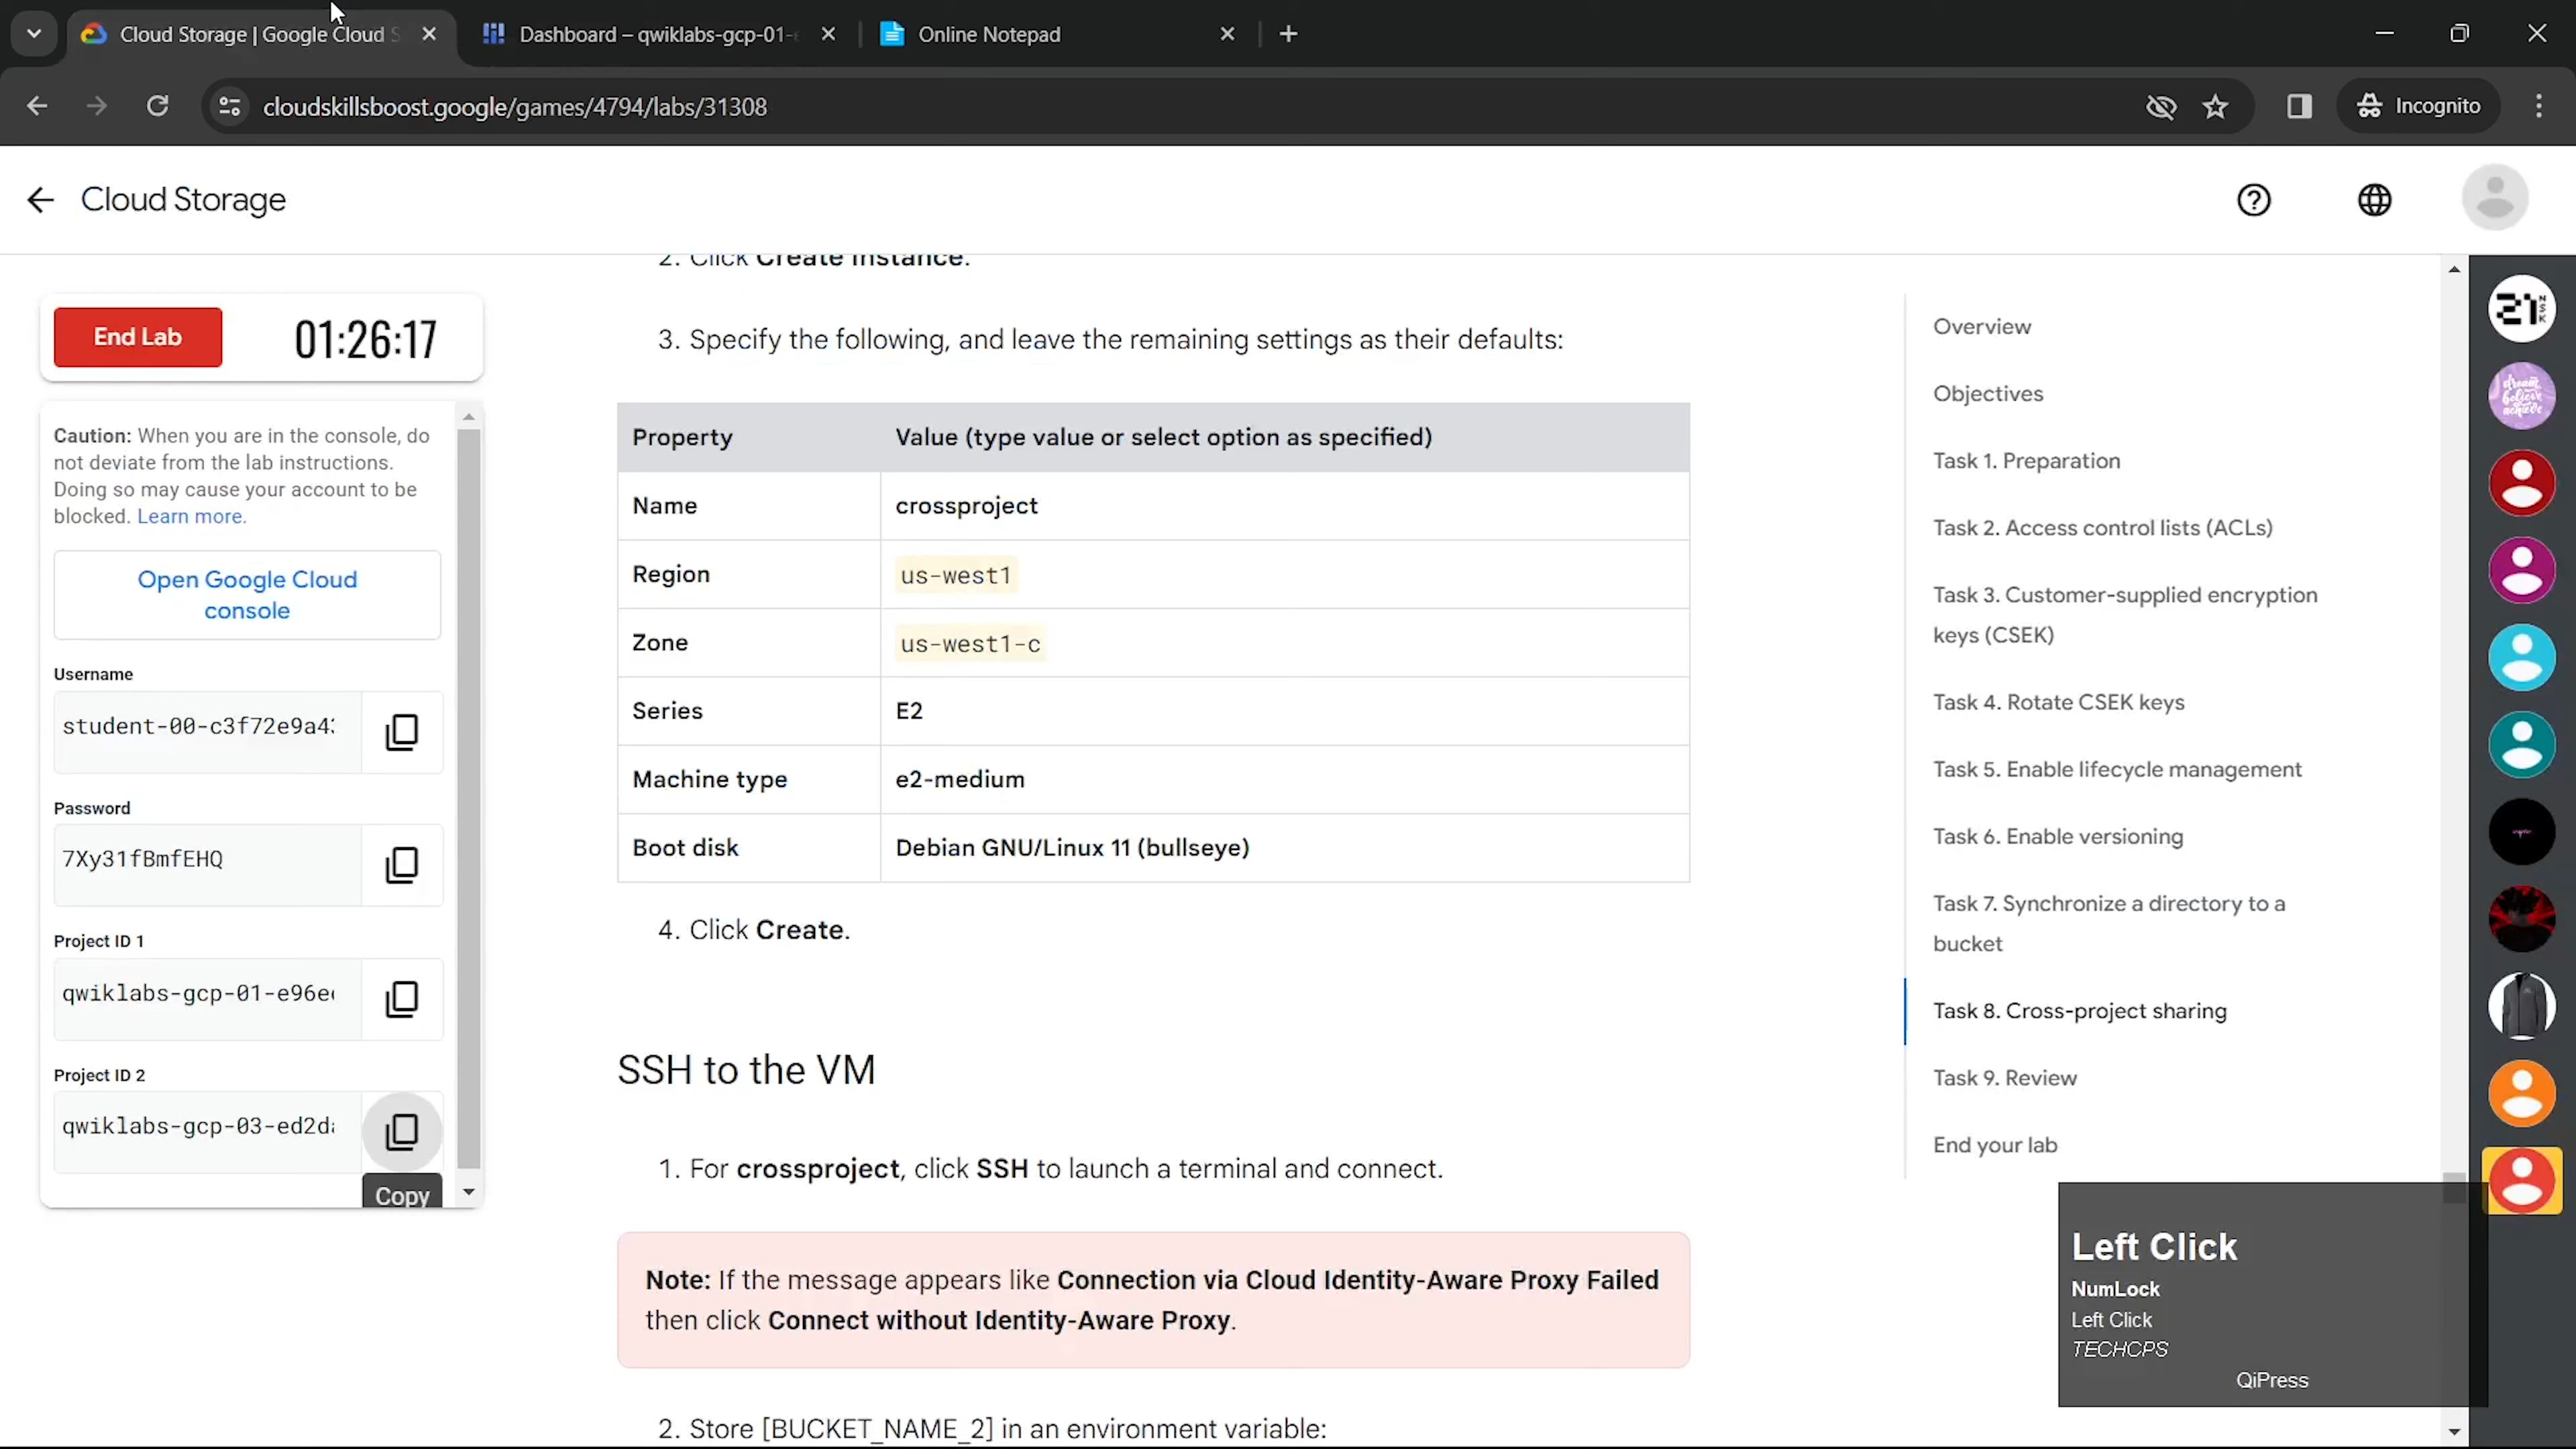 Cloud Storage | Google Cloud S
Dashboard – qwiklabs-gcp-01-e
Online Notepad
cloudskillsboost.google/games/4794/labs/31308
Incognito
Cloud Storage
2. Click Create Instance.
End Lab
01:26:17
3. Specify the following, and leave the remaining settings as their defaults:
Caution: When you are in the console, do
not deviate from the lab instructions.
Doing so may cause your account to be
blocked. Learn more.
Open Google Cloud
console
Username
student-00-c3f72e9a4
Password
7Xy31fBmfEHQ
Project ID 1
qwiklabs-gcp-01-e96e
Project ID 2
qwiklabs-gcp-03-ed2d
Copy
Property Value (type value or select option as specified)
Name crossproject
Region us-west1
Zone us-west1-c
Series E2
Machine type e2-medium
Boot disk Debian GNU/Linux 11 (bullseye)
4. Click Create.
SSH to the VM
1. For crossproject, click SSH to launch a terminal and connect.
Note: If the message appears like Connection via Cloud Identity-Aware Proxy Failed
then click Connect without Identity-Aware Proxy.
2. Store [BUCKET_NAME_2] in an environment variable:
Overview
Objectives
Task 1. Preparation
Task 2. Access control lists (ACLs)
Task 3. Customer-supplied encryption
keys (CSEK)
Task 4. Rotate CSEK keys
Task 5. Enable lifecycle management
Task 6. Enable versioning
Task 7. Synchronize a directory to a
bucket
Task 8. Cross-project sharing
Task 9. Review
End your lab
21
NSK
dream
believe
achieve
Left Click
NumLock
Left Click
TECHCPS
QiPress